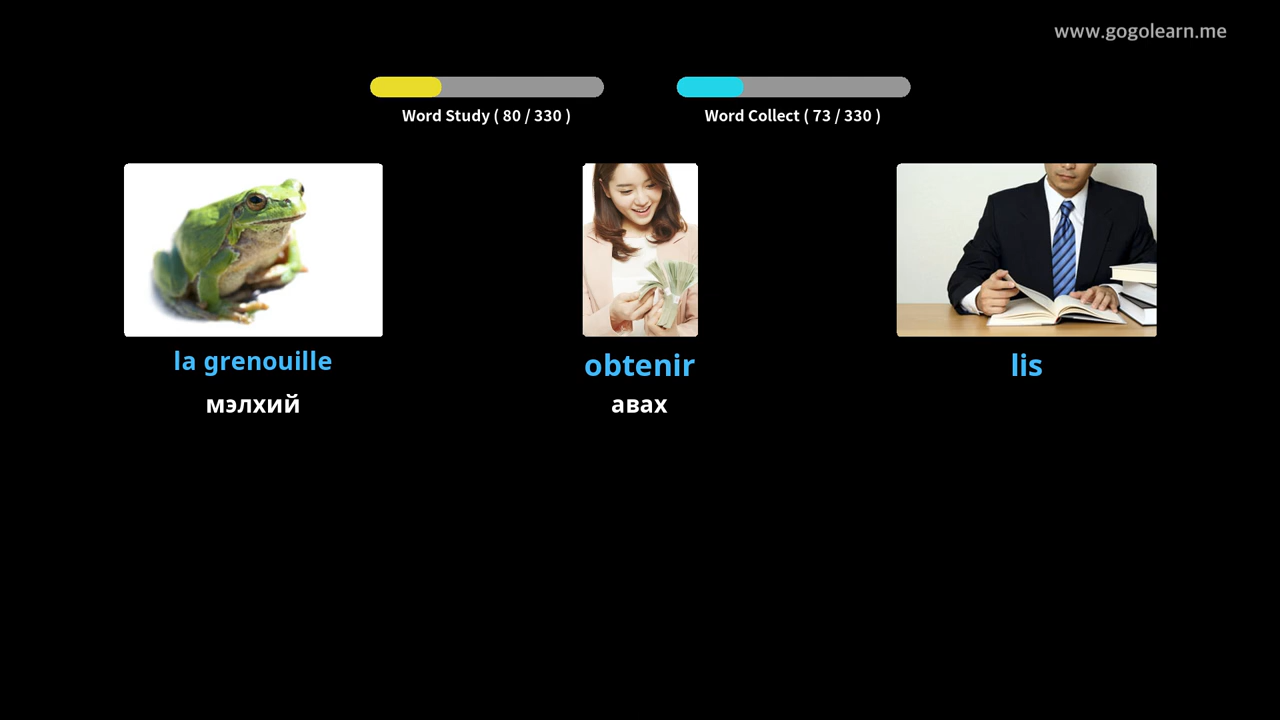 www.gogolearn.me
Word Study ( 80 / 330 )
Word Collect ( 73 / 330 )
la grenouille
мэлхий
obtenir
авах
lis